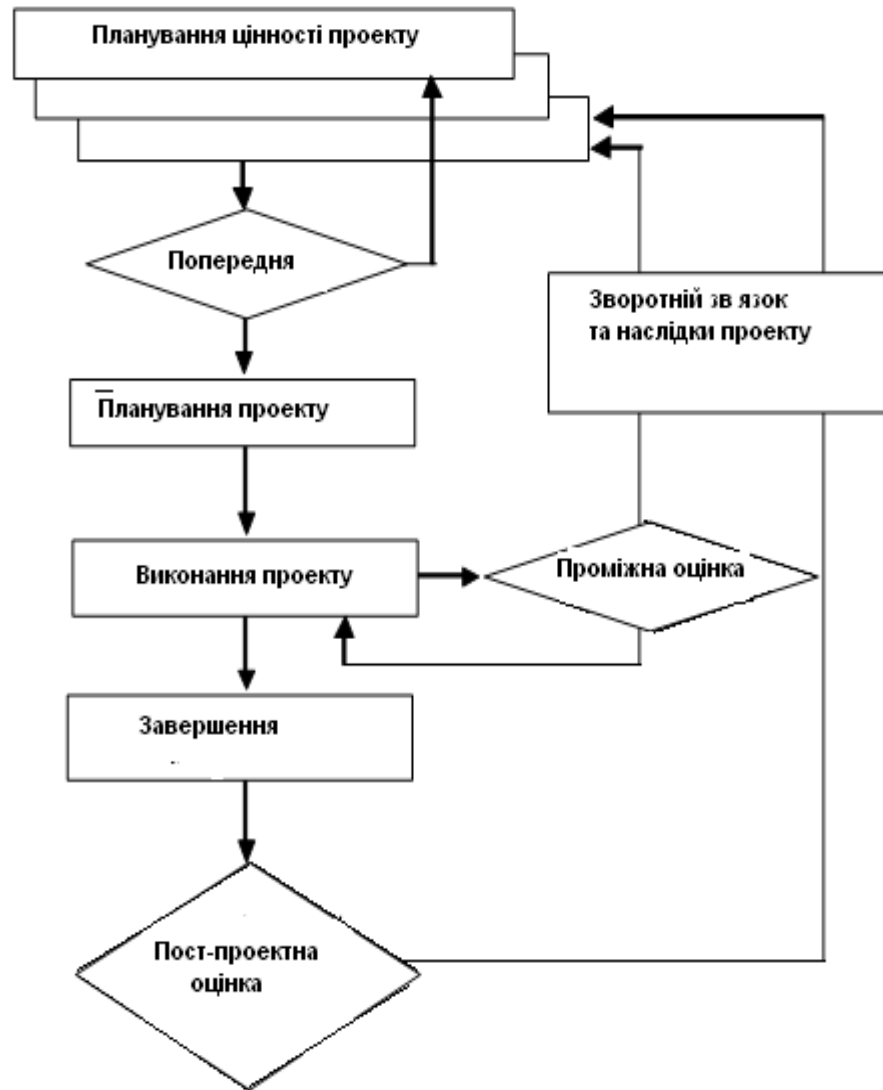 Планування цінності проекту
Попередня
Зворотній зв язок
та наслідки проекту
Планування проекту
Виконання проекту
Проміжна оцінка
Завершення
Пост-проектна
оцінка